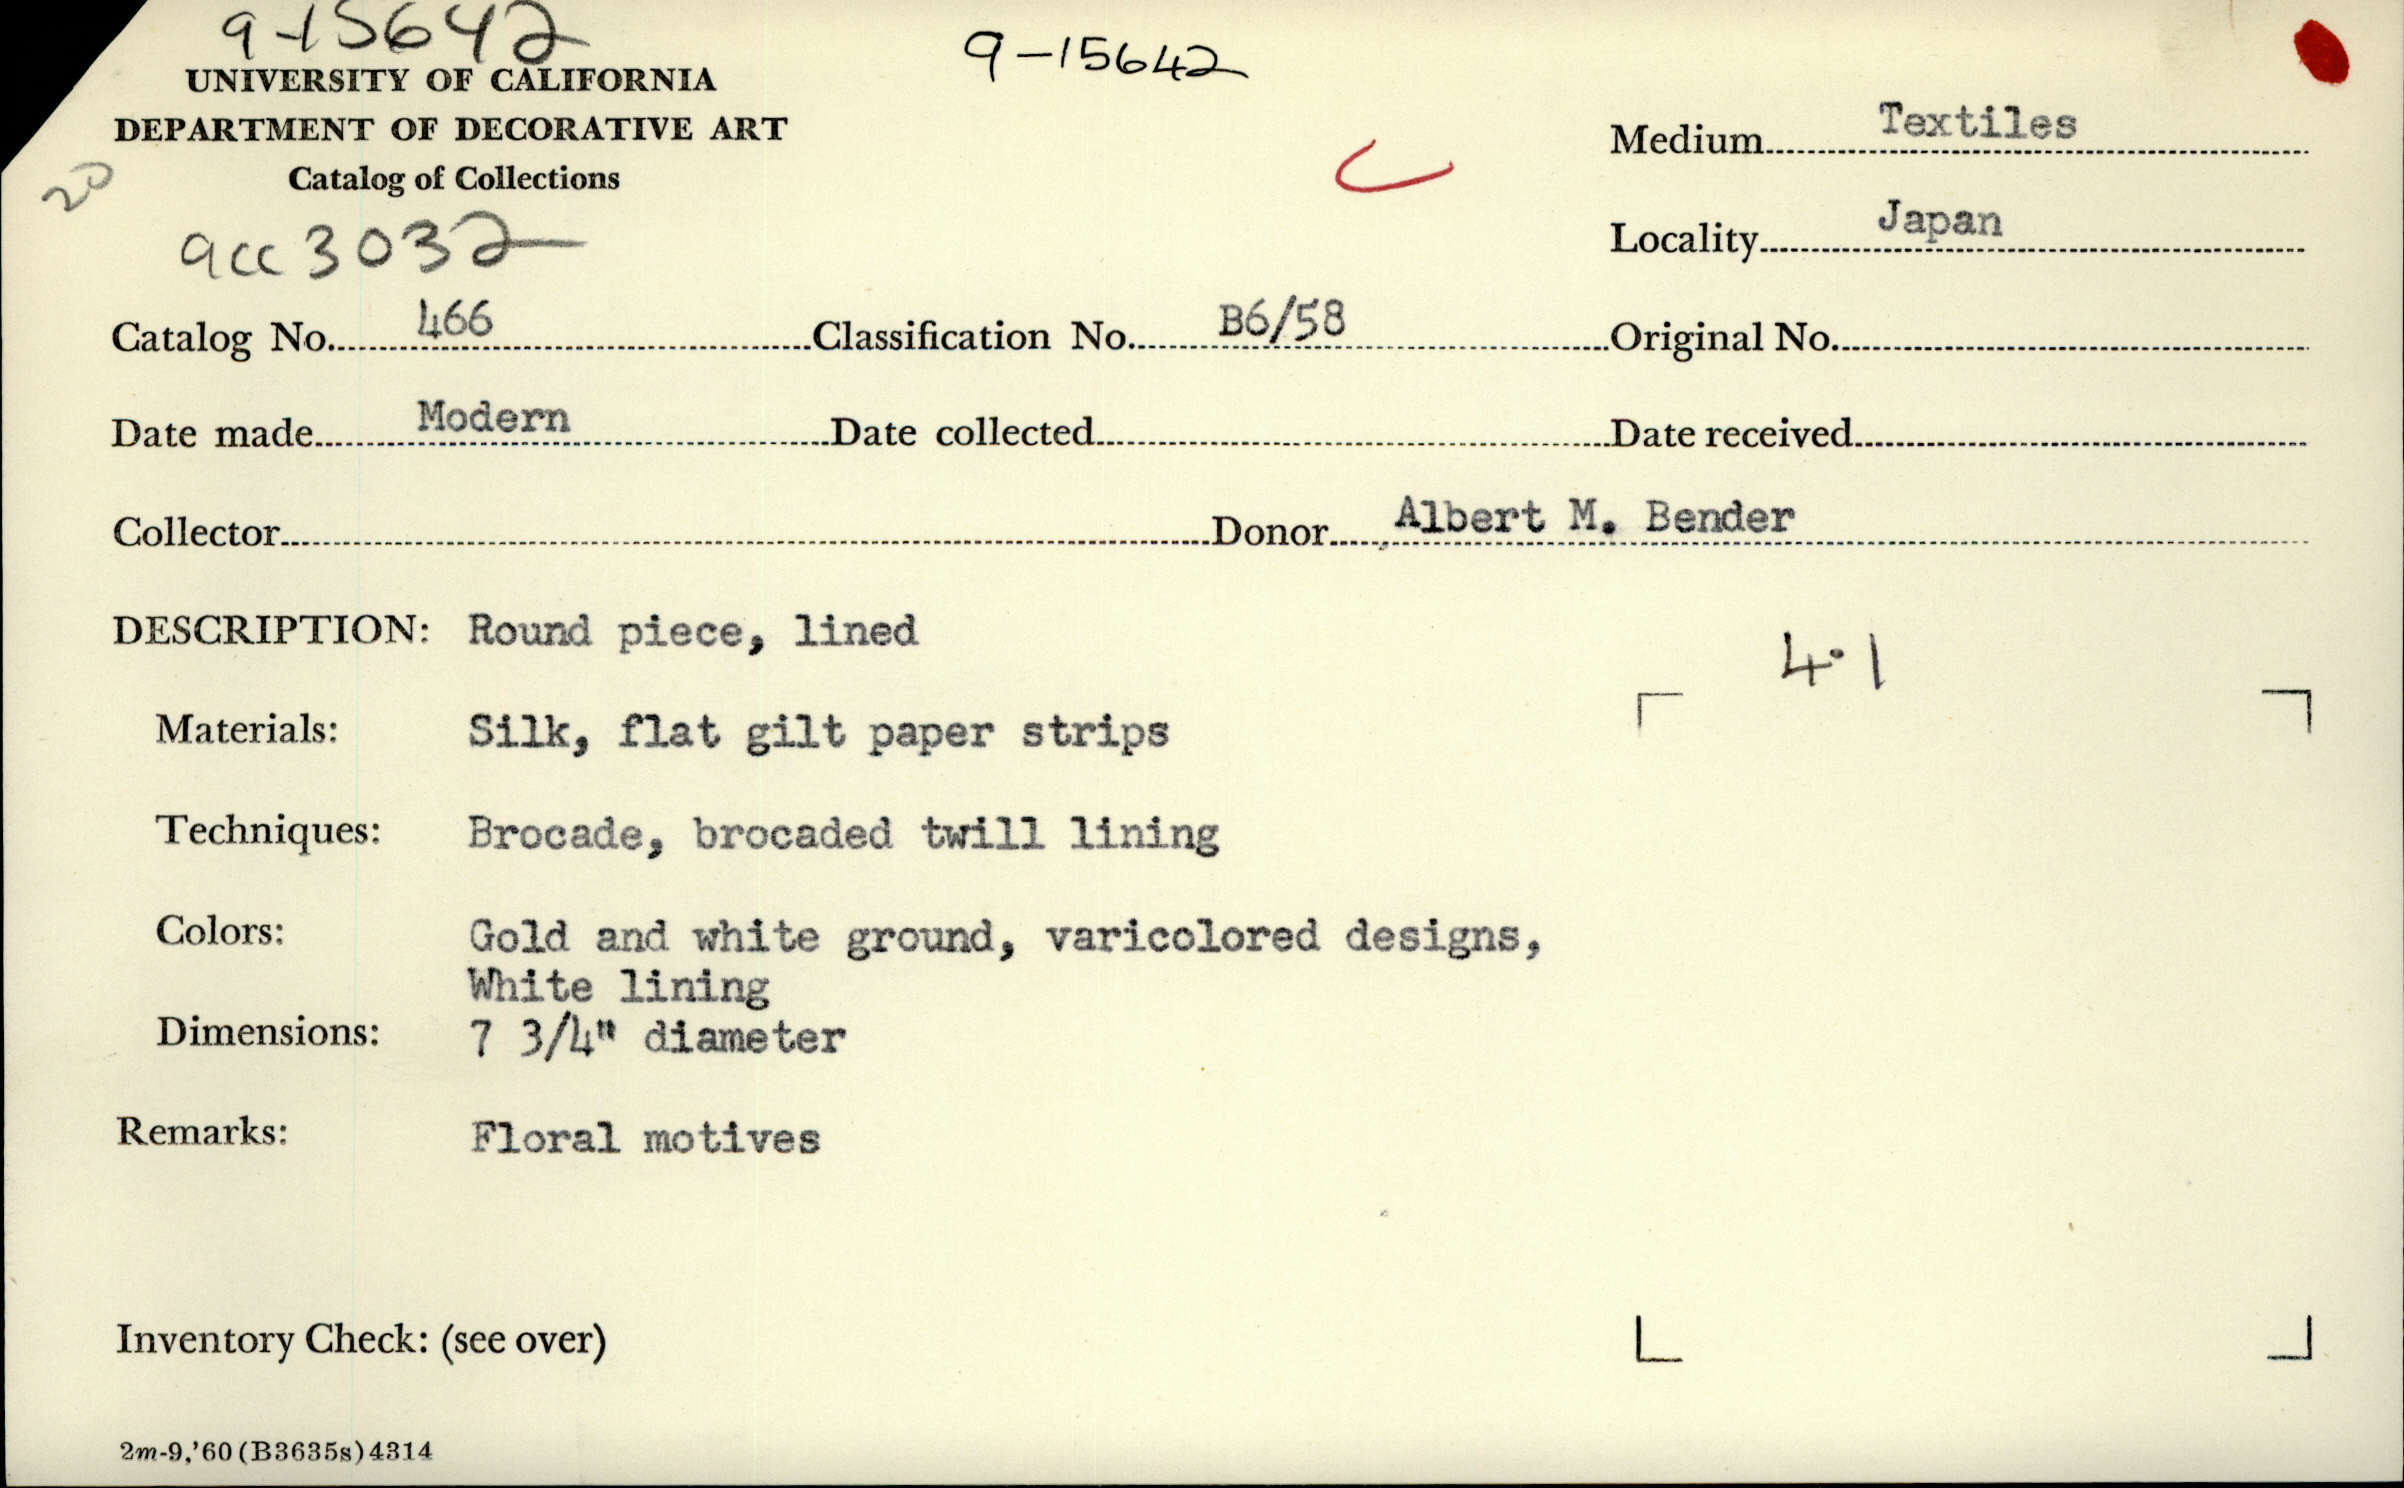 9-15642
9-15642
UNIVERSITY OF CALIFORNIA
DEPARTMENT OF DECORATIVE ART
Catalog of Collections
20
acc 3032
Medium Textiles
Locality Japan
Catalog No. 466 Classification No. B6/58 Original No.
Date made Modern Date collected Date received
Collector Donor Albert M. Bender
DESCRIPTION: Round piece, lined
4·1
Materials: Silk, flat gilt paper strips
Techniques: Brocade, brocaded twill lining
Colors: Gold and white ground, varicolored designs,
White lining
Dimensions: 7 3/4" diameter
Remarks: Floral motives
Inventory Check: (see over)
2m-9,'60(B3635s)4314